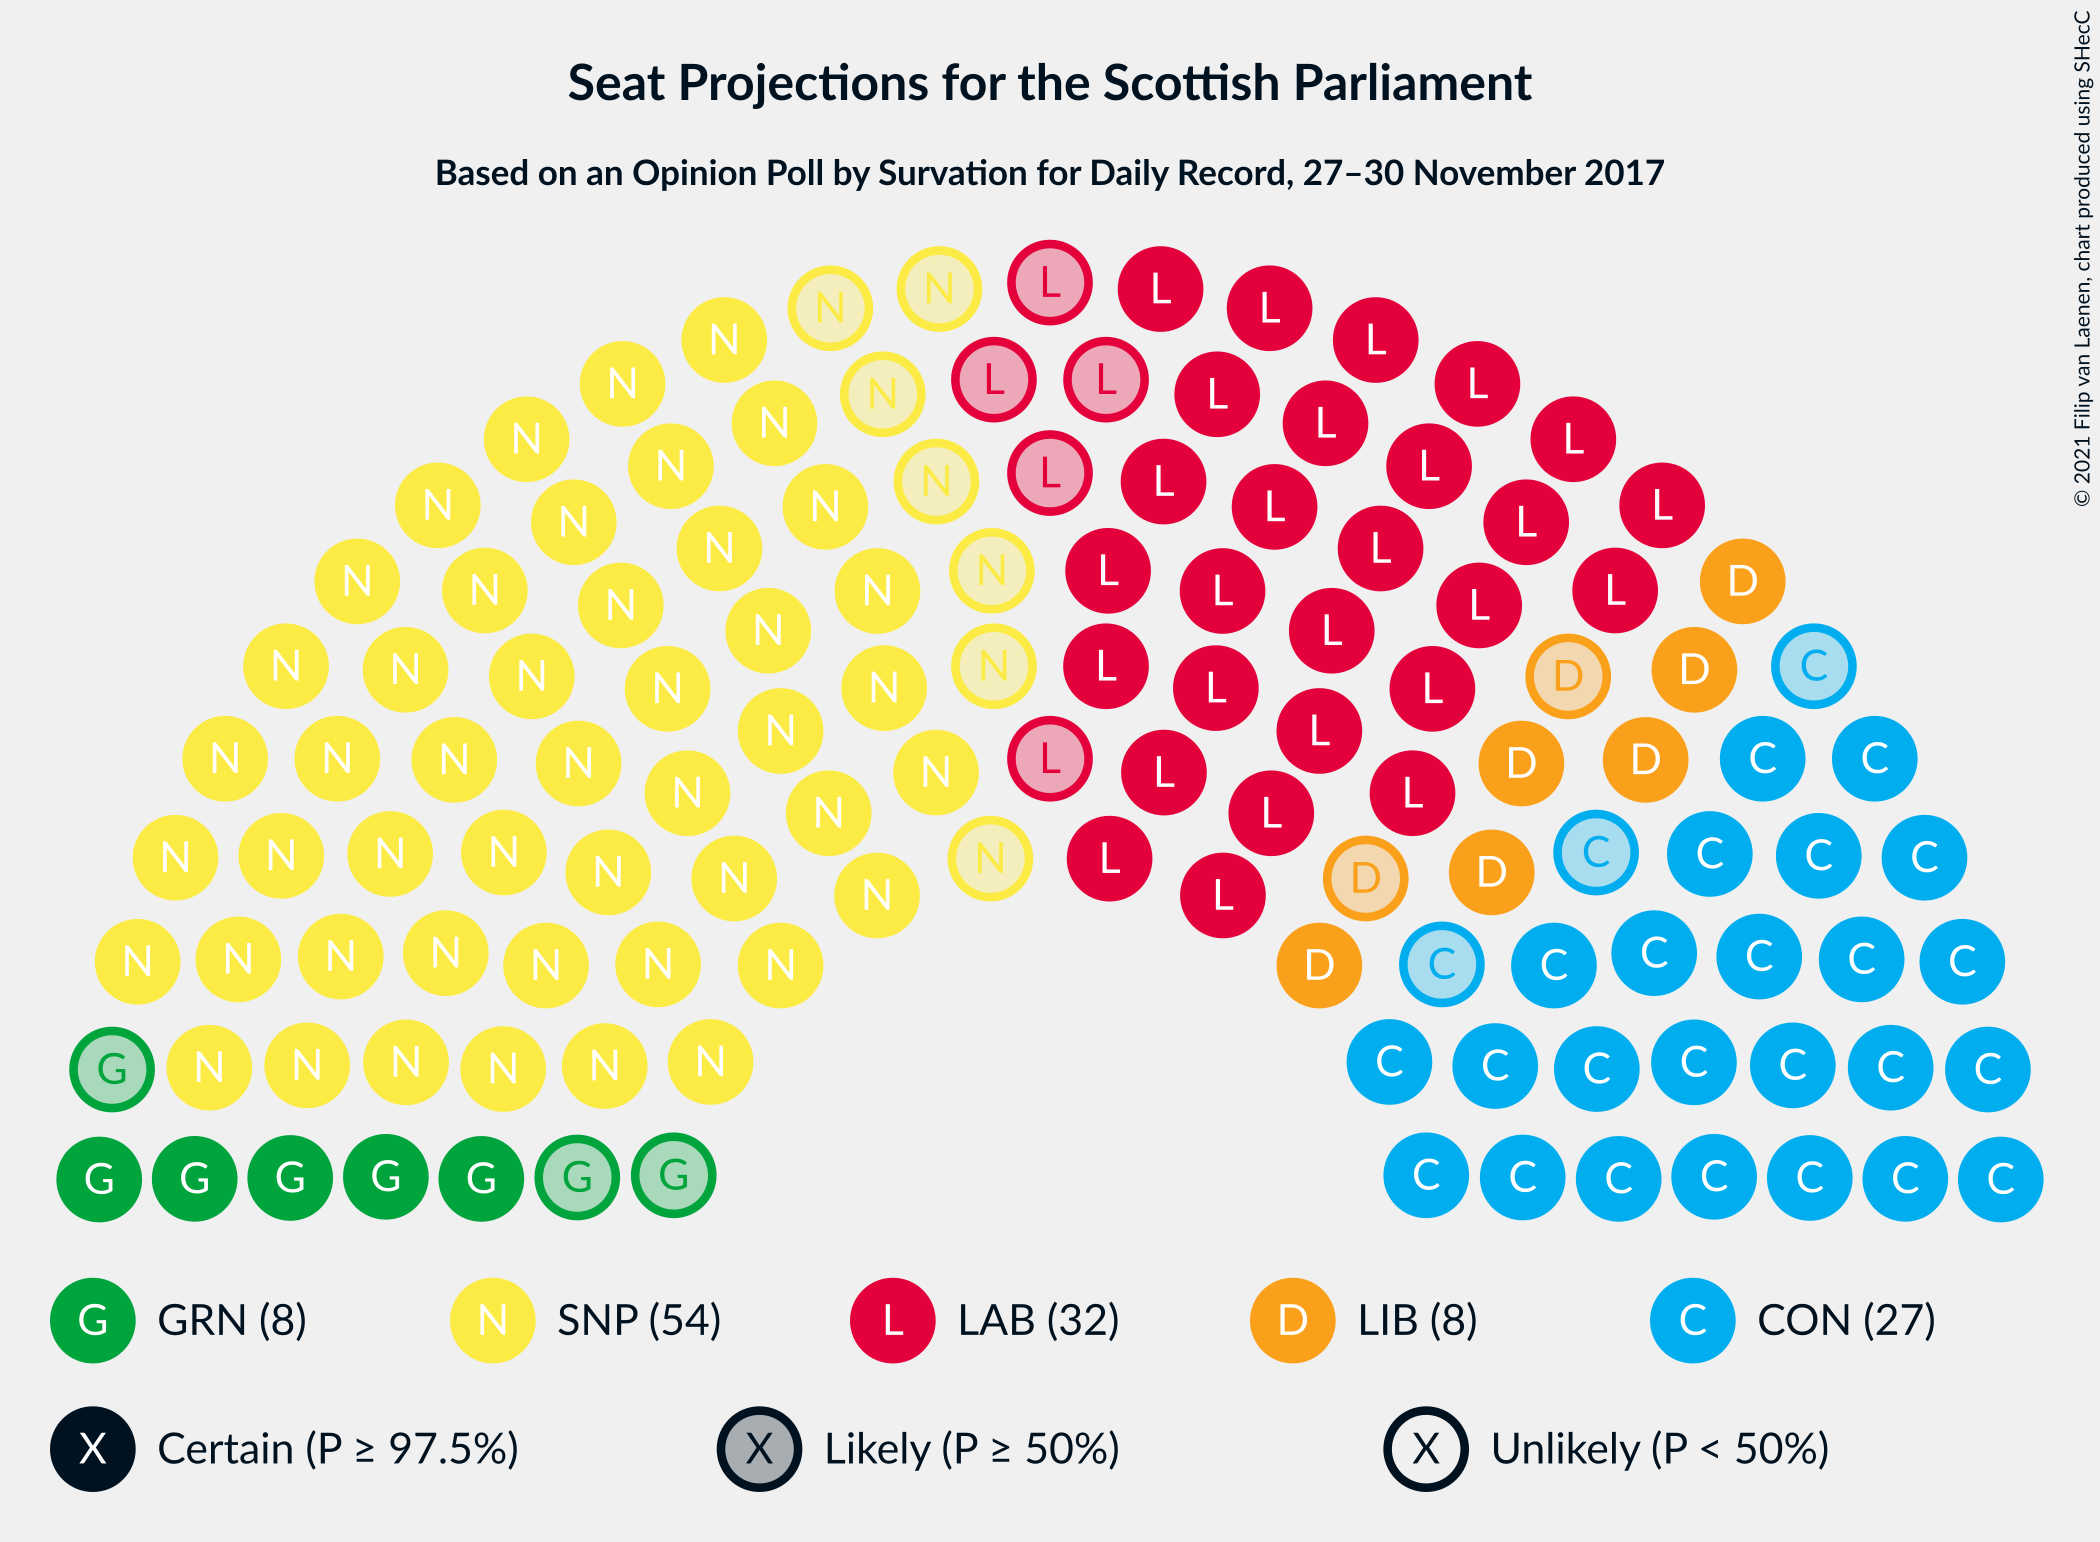 Seat Projections for the Scottish Parliament
Based on an Opinion Poll by Survation for Daily Record, 27–30 November 2017
© 2021 Filip van Laenen, chart produced using SHecC
N N L L L
N L
N L L N L
N N L L L
N N L L
N N L L L
N N N L L
N N L L
N N N L L D
N N L L
N N L L
N N N L L D D C
N N L L
N N N L L D C C
N N L L
N N N N L D C C C C
N N N D D
N N L
N N N N N N N D C C C C C C
G N N N N N N C C C C C C C
G G G G G G G C C C C C C C
G GRN (8) N SNP (54) L LAB (32) D LIB (8) C CON (27)
X Certain (P ≥ 97.5%) X Likely (P ≥ 50%) X Unlikely (P < 50%)